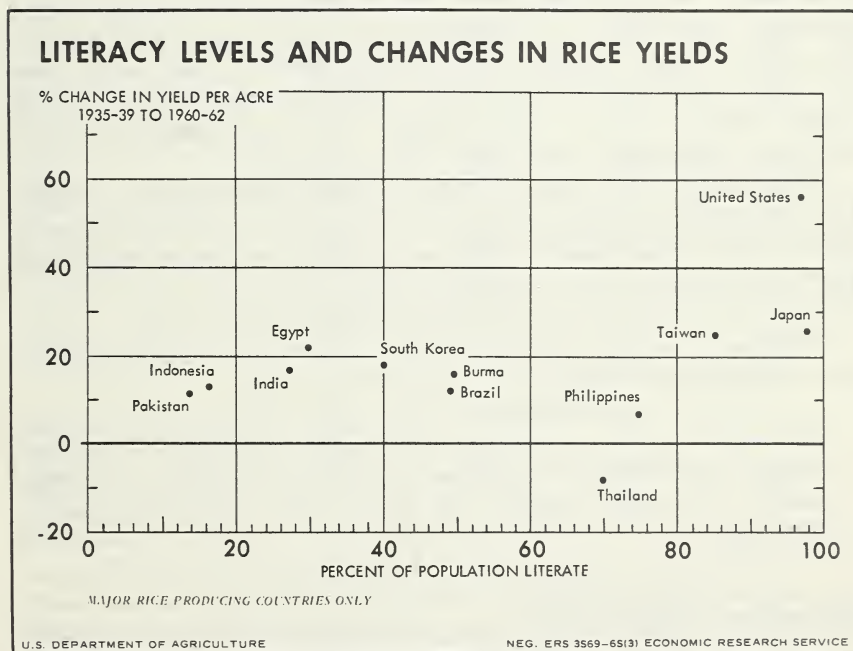 LITERACY LEVELS AND CHANGES IN RICE YIELDS
% CHANGE IN YIELD PER ACRE
1935-39 TO 1960-62
60
United States
40
Japan
Taiwan
Egypt
South Korea
20
Indonesia
India
Burma
Pakistan
Brazil
Philippines
0
Thailand
-20
0 20 40 60 80 100
PERCENT OF POPULATION LITERATE
MAJOR RICE PRODUCING COUNTRIES ONLY
U.S. DEPARTMENT OF AGRICULTURE NEG. ERS 3569-65(3) ECONOMIC RESEARCH SERVICE